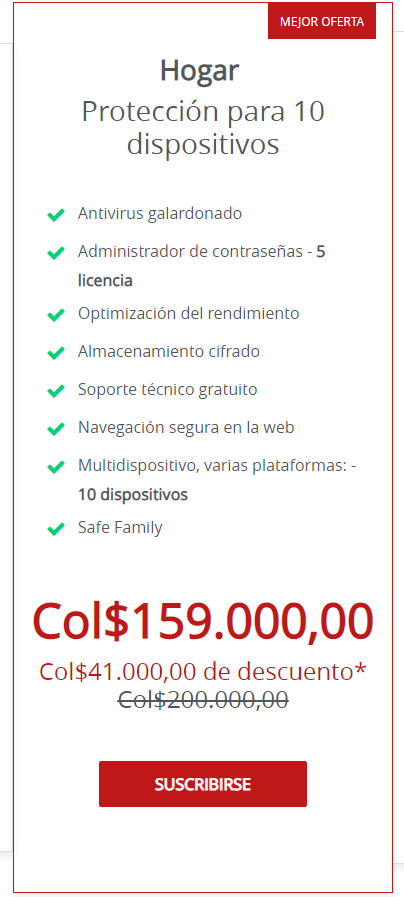 MEJOR OFERTA
Hogar
Protección para 10
dispositivos
Antivirus galardonado
Administrador de contraseñas - 5
licencia
Optimización del rendimiento
Almacenamiento cifrado
Soporte técnico gratuito
Navegación segura en la web
Multidispositivo, varias plataformas: -
10 dispositivos
Safe Family
Col$159.000,00
Col$41.000,00 de descuento*
Col$200.000,00
SUSCRIBIRSE